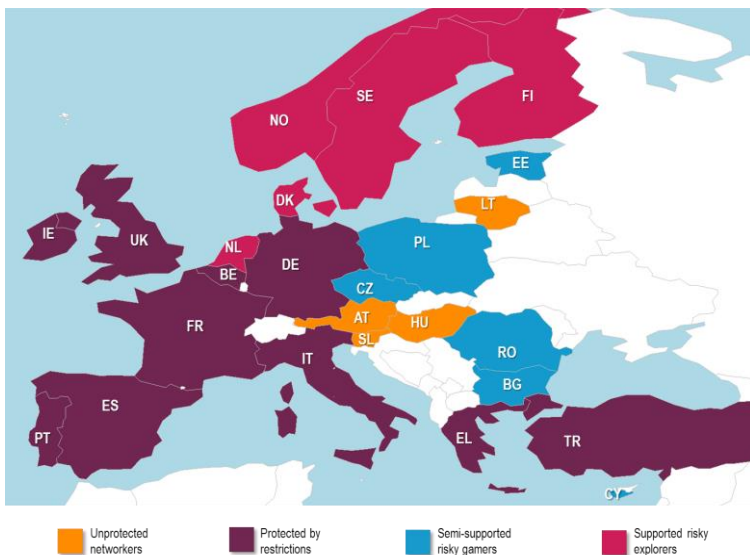 NO
SE
FI
EE
LT
DK
IE
UK
NL
BE
DE
PL
CZ
FR
AT
HU
SL
IT
RO
BG
PT
ES
EL
TR
CY
Unprotected
networkers
Protected by
restrictions
Semi-supported
risky gamers
Supported risky
explorers